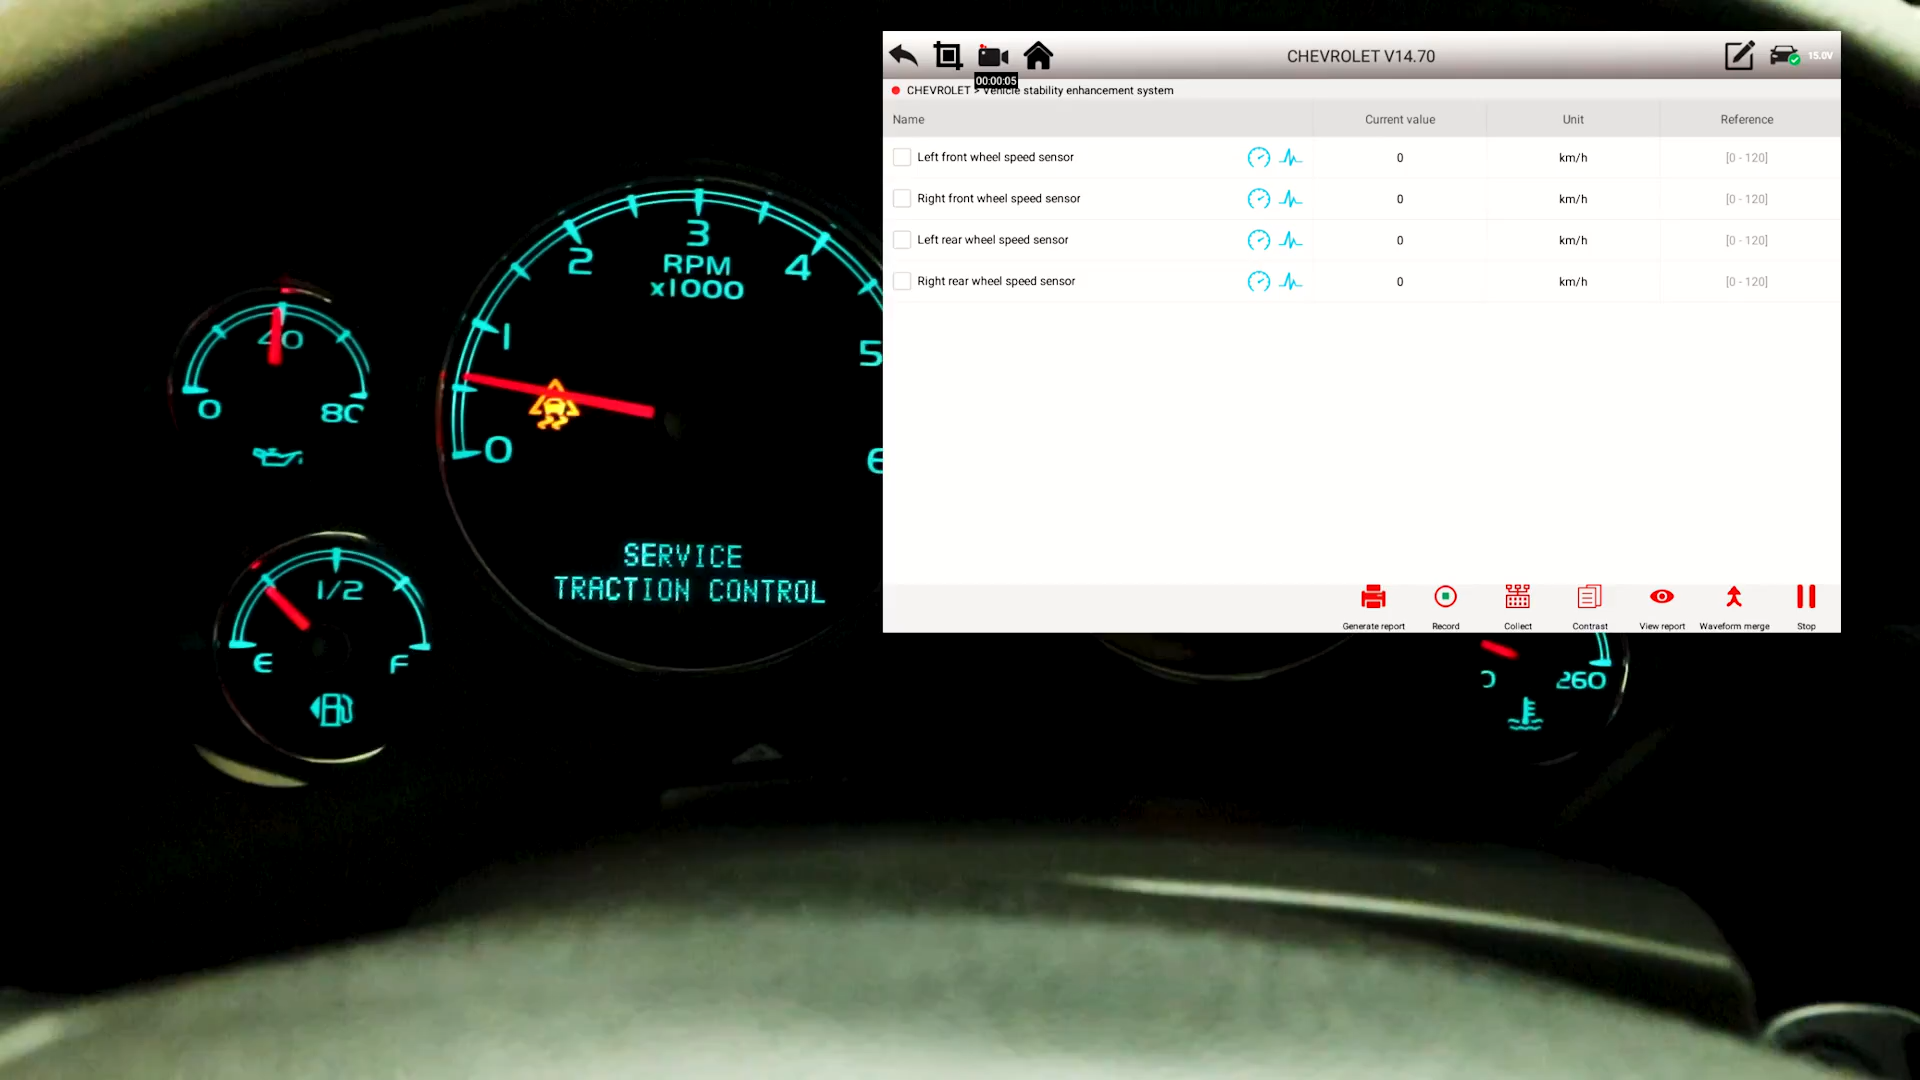 CHEVROLET V14.70
15.0V
00:00:05
CHEVROLET > Vehicle stability enhancement system
Name Current value Unit Reference
Left front wheel speed sensor 0 km/h [0 - 120]
Right front wheel speed sensor 0 km/h [0 - 120]
Left rear wheel speed sensor 0 km/h [0 - 120]
Right rear wheel speed sensor 0 km/h [0 - 120]
Generate report Record Collect Contrast View report Waveform merge Stop
0 1 2 3 4 5
RPM
x1000
0 40 80
SERVICE
TRACTION CONTROL
E 1/2 F
260